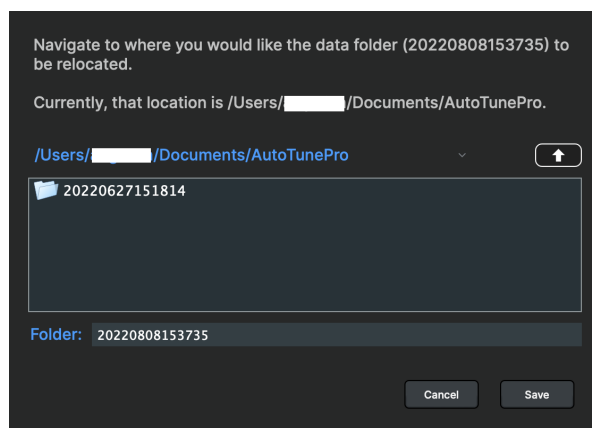 Navigate to where you would like the data folder (20220808153735) to
be relocated.
Currently, that location is /Users/ /Documents/AutoTunePro.
/Users/ /Documents/AutoTunePro
20220627151814
Folder: 20220808153735
Cancel Save